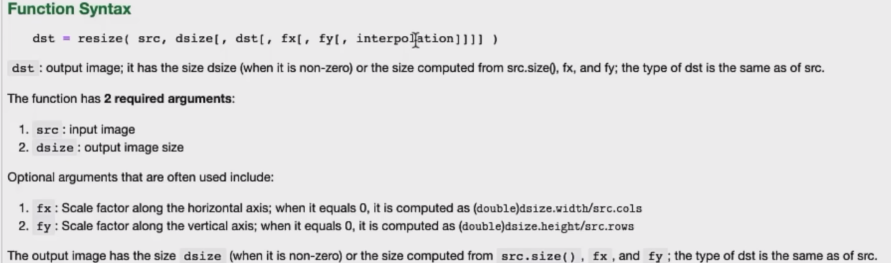 Function Syntax
dst = resize( src, dsize[, dst[, fx[, fy[, interpolation]]]] )
dst : output image; it has the size dsize (when it is non-zero) or the size computed from src.size(), fx, and fy; the type of dst is the same as of src.
The function has 2 required arguments:
1. src : input image
2. dsize : output image size
Optional arguments that are often used include:
1. fx : Scale factor along the horizontal axis; when it equals 0, it is computed as (double)dsize.width/src.cols
2. fy : Scale factor along the vertical axis; when it equals 0, it is computed as (double)dsize.height/src.rows
The output image has the size dsize (when it is non-zero) or the size computed from src.size() , fx , and fy ; the type of dst is the same as of src.